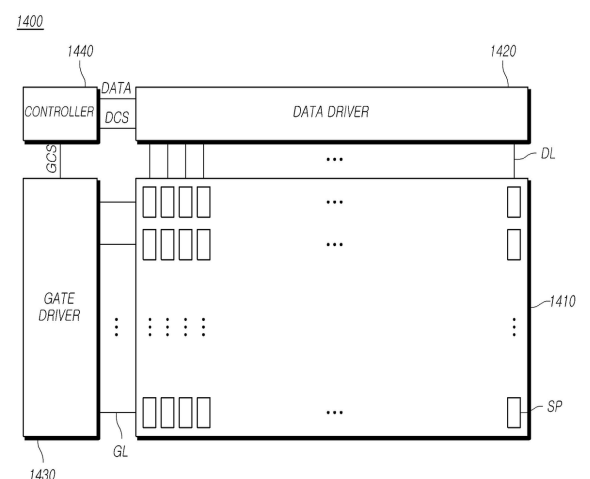 1400
1440
1420
CONTROLLER
DATA
DCS
DATA DRIVER
GCS
DL
GATE
DRIVER
1410
SP
GL
1430